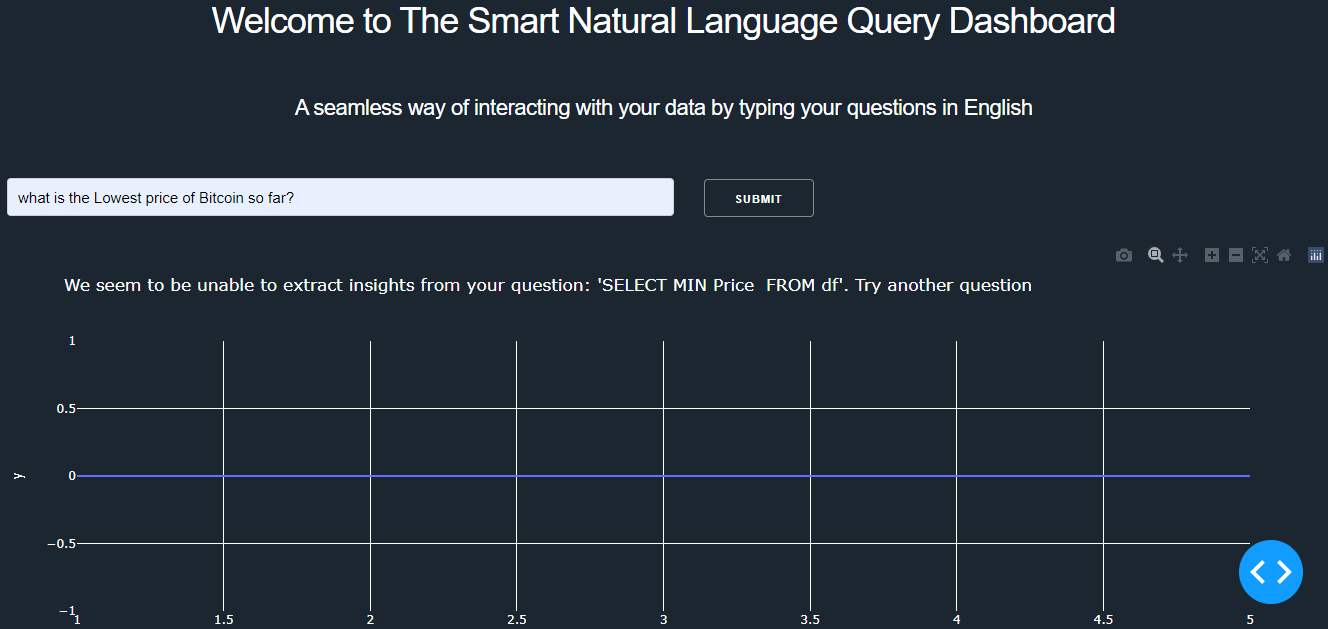 Welcome to The Smart Natural Language Query Dashboard
A seamless way of interacting with your data by typing your questions in English
what is the Lowest price of Bitcoin so far?
SUBMIT
We seem to be unable to extract insights from your question: 'SELECT MIN Price  FROM df'. Try another question
1
0.5
0
−0.5
−1
y
1
1.5
2
2.5
3
3.5
4
4.5
5